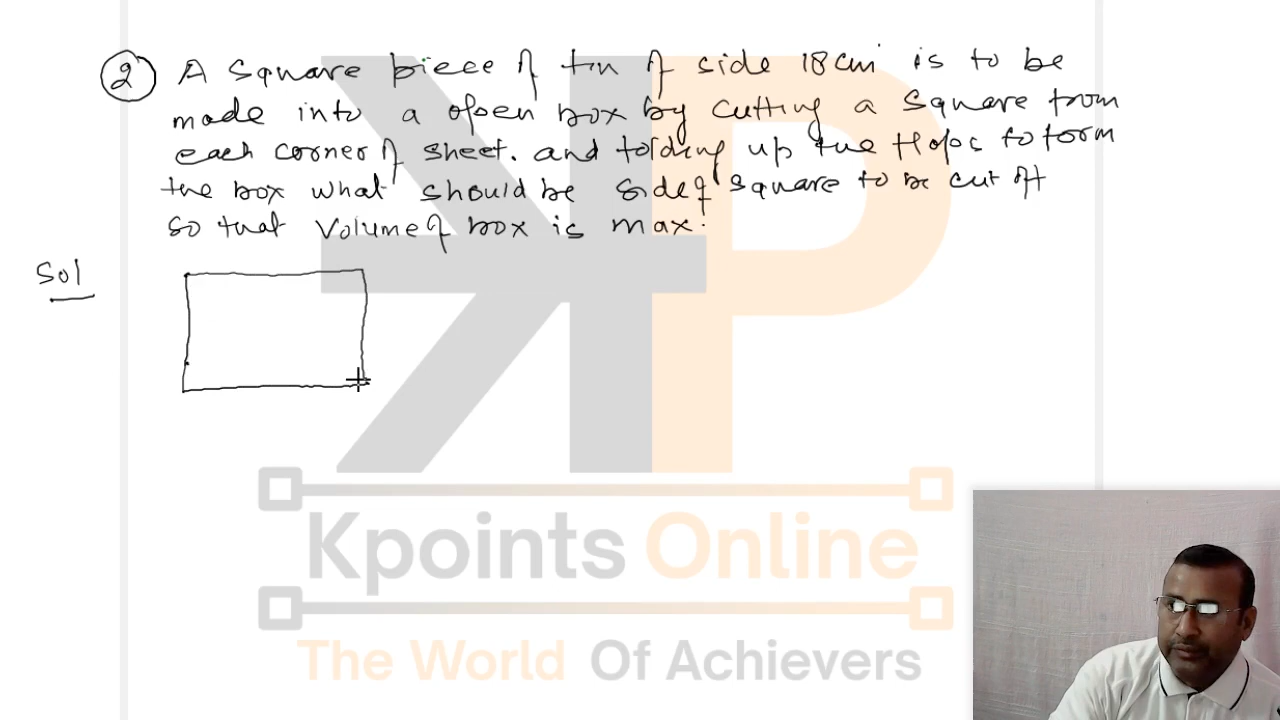 2 A square piece of tin of side 18cm is to be
made into a open box by cutting a square from
each corner of sheet. and folding up the flaps to form
the box what should be side of square to be cut off
so that volume of box is max.
Sol
KP
Kpoints Online
The World Of Achievers